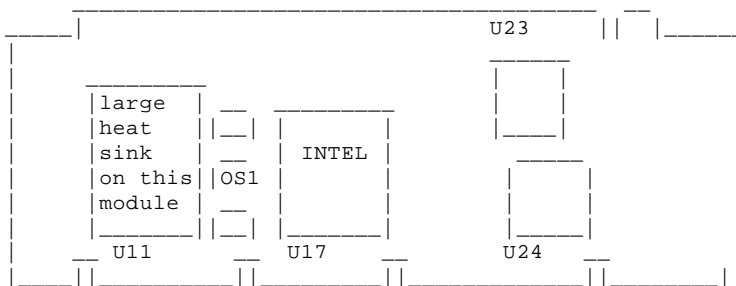 U23
large
heat
sink INTEL
on this OS1
module
U11 U17 U24